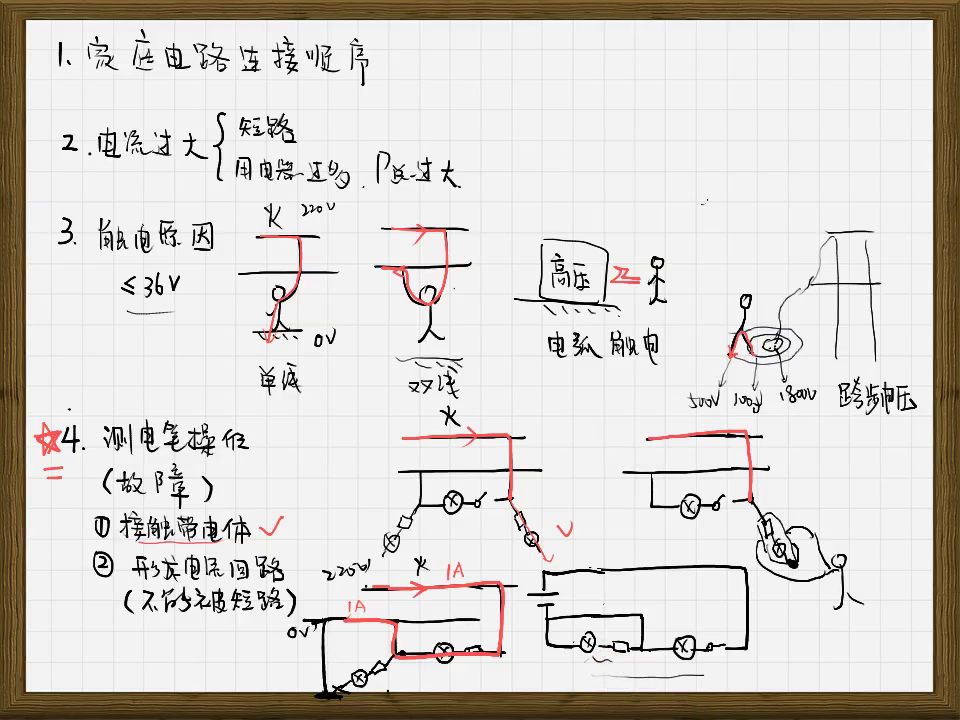 1. 家庭电路连接顺序
2. 电流过大
短路
用电器过多. P总过大
3. 触电原因
≤36V
火 220V
0V
单线
双线
高压
电弧触电
500V 100V 1800V
跨步电压
4. 测电笔操作
(故障)
① 接触带电体 ✓
② 形成电流回路
(不能被短路)
火
220V 火 1A
1A
0V